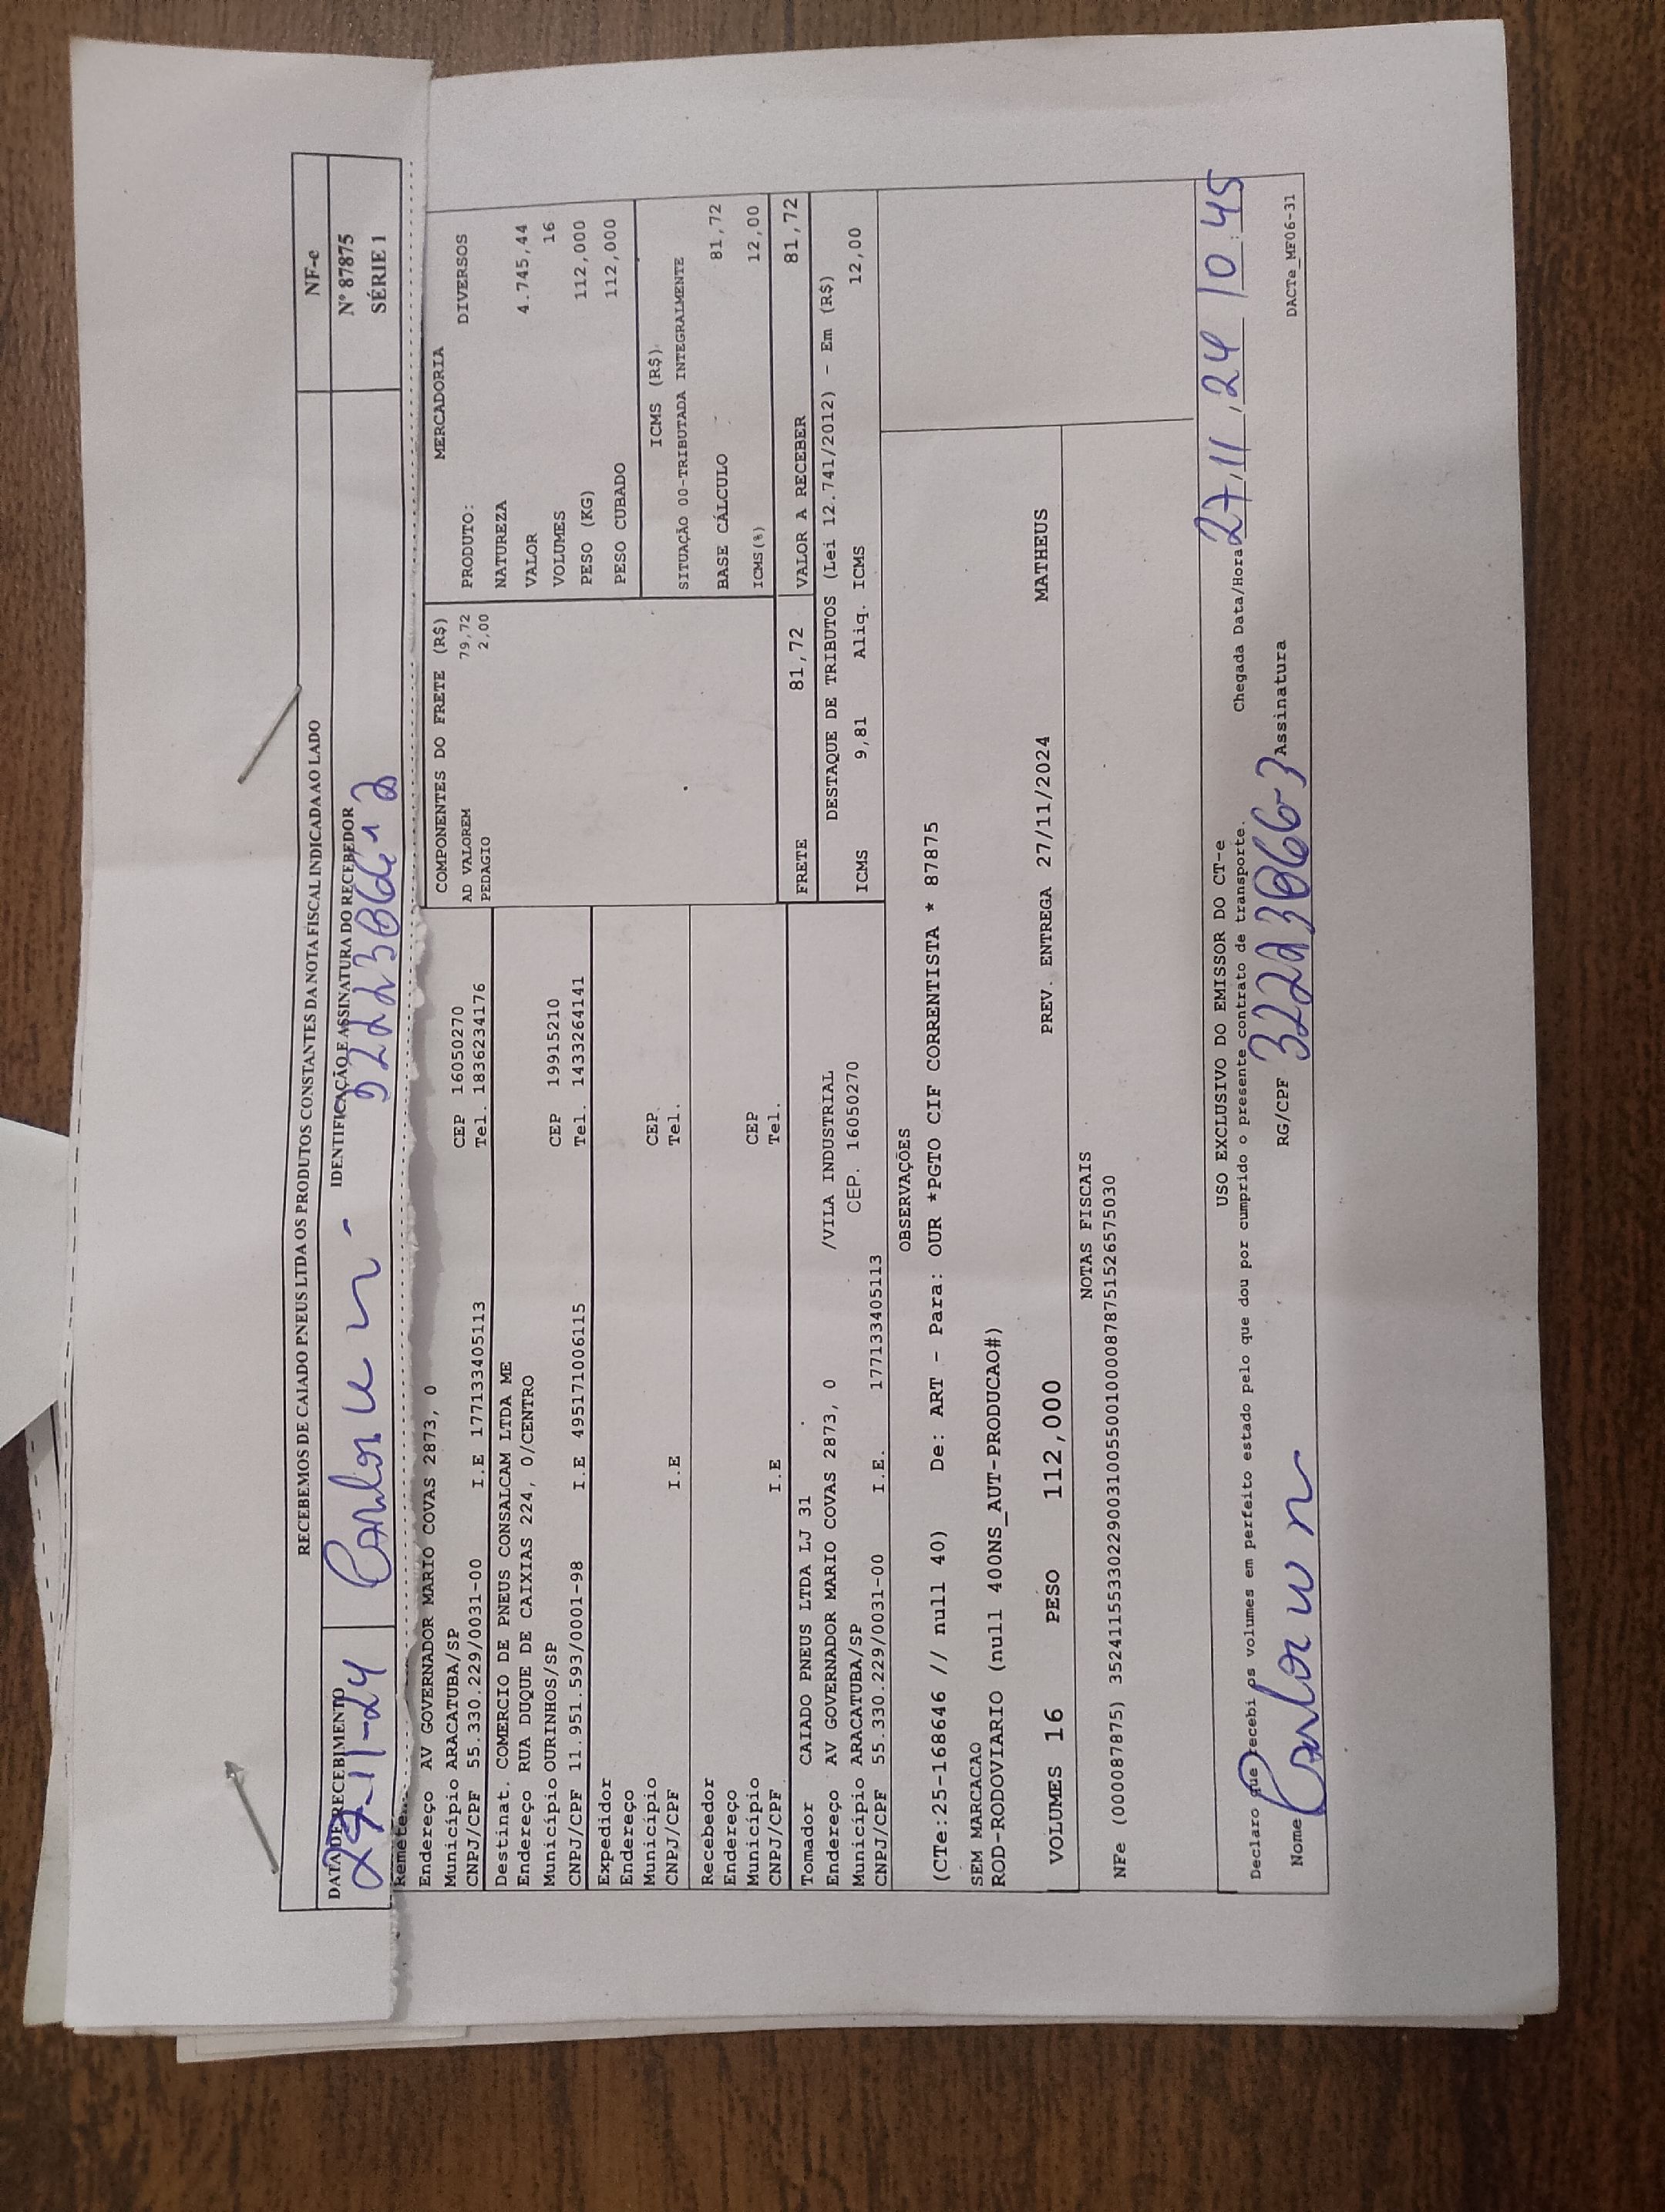 RECEBEMOS DE CAIADO PNEUS LTDA OS PRODUTOS CONSTANTES DA NOTA FISCAL INDICADA AO LADO
NF-e
Nº 87875
SÉRIE 1
DATA DE RECEBIMENTO
IDENTIFICAÇÃO E ASSINATURA DO RECEBEDOR
27-11-24
Endereço AV GOVERNADOR MARIO COVAS 2873, 0
Município ARACATUBA/SP CEP 16050270
CNPJ/CPF 55.330.229/0031-00 I.E 177133405113 Tel. 1836234176
Destinat. COMERCIO DE PNEUS CONSALCAM LTDA ME
Endereço RUA DUQUE DE CAIXIAS 224, 0/CENTRO
Município OURINHOS/SP CEP 19915210
CNPJ/CPF 11.951.593/0001-98 I.E 495171006115 Tel. 1433264141
Expedidor
Endereço
Município CEP
CNPJ/CPF I.E Tel.
Recebedor
Endereço
Município CEP
CNPJ/CPF I.E Tel.
Tomador CAIADO PNEUS LTDA LJ 31
Endereço AV GOVERNADOR MARIO COVAS 2873, 0 /VILA INDUSTRIAL
Município ARACATUBA/SP CEP. 16050270
CNPJ/CPF 55.330.229/0031-00 I.E. 177133405113
COMPONENTES DO FRETE (R$)
AD VALOREM 79,72
PEDAGIO 2,00
MERCADORIA
PRODUTO: DIVERSOS
NATUREZA
VALOR 4.745,44
VOLUMES 16
PESO (KG) 112,000
PESO CUBADO 112,000
ICMS (R$)
SITUAÇÃO 00-TRIBUTADA INTEGRALMENTE
BASE CÁLCULO 81,72
ICMS(%) 12,00
FRETE 81,72 VALOR A RECEBER 81,72
DESTAQUE DE TRIBUTOS (Lei 12.741/2012) - Em (R$)
ICMS 9,81 Aliq. ICMS 12,00
OBSERVAÇÕES
(CTe:25-168646 // null 40) De: ART - Para: OUR *PGTO CIF CORRENTISTA * 87875
SEM MARCACAO
ROD-RODOVIARIO (null 400NS_AUT-PRODUCAO#)
VOLUMES 16 PESO 112,000 PREV. ENTREGA 27/11/2024 MATHEUS
NOTAS FISCAIS
NFe (000087875) 35241155330229003100550010000878751526575030
USO EXCLUSIVO DO EMISSOR DO CT-e
Declaro que recebi os volumes em perfeito estado pelo que dou por cumprido o presente contrato de transporte.
Chegada Data/Hora 27/11/24 10:45
Nome RG/CPF Assinatura
DACTe_MF06-31